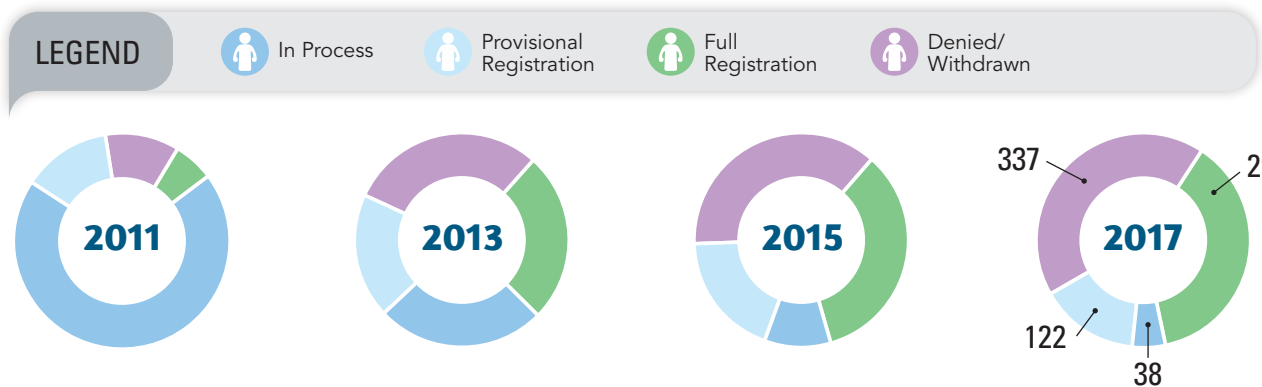 LEGEND
In Process
Provisional
Registration
Full
Registration
Denied/
Withdrawn
2011
2013
2015
2017
337
2
122
38